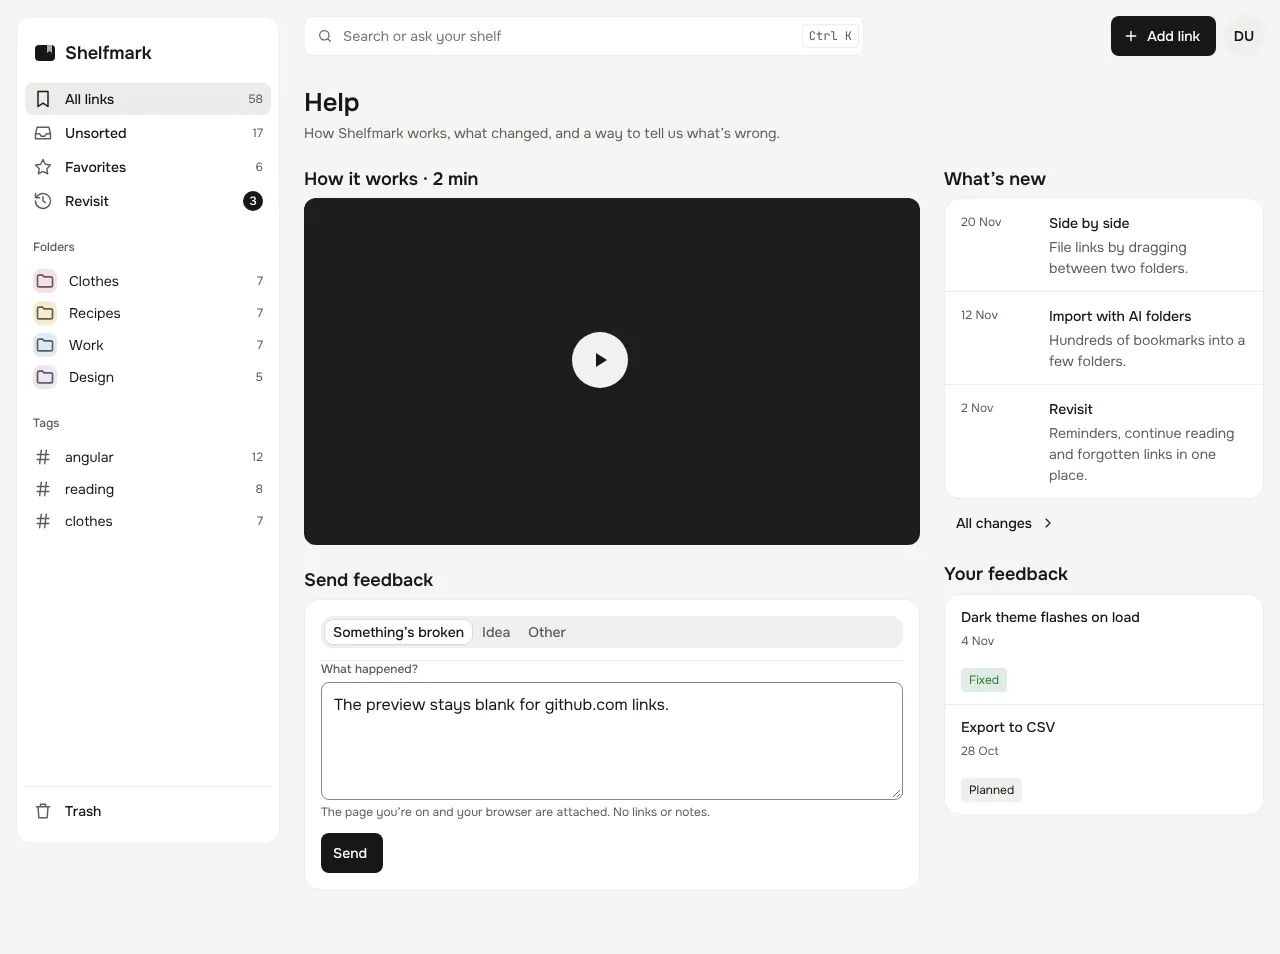 Shelfmark
All links 58
Unsorted 17
Favorites 6
Revisit 3
Folders
Clothes 7
Recipes 7
Work 7
Design 5
Tags
# angular 12
# reading 8
# clothes 7
Trash
Search or ask your shelf Ctrl K
+ Add link DU
Help
How Shelfmark works, what changed, and a way to tell us what’s wrong.
How it works · 2 min
Send feedback
Something’s broken Idea Other
What happened?
The preview stays blank for github.com links.
The page you’re on and your browser are attached. No links or notes.
Send
What’s new
20 Nov Side by side
File links by dragging
between two folders.
12 Nov Import with AI folders
Hundreds of bookmarks into a
few folders.
2 Nov Revisit
Reminders, continue reading
and forgotten links in one
place.
All changes
Your feedback
Dark theme flashes on load
4 Nov
Fixed
Export to CSV
28 Oct
Planned